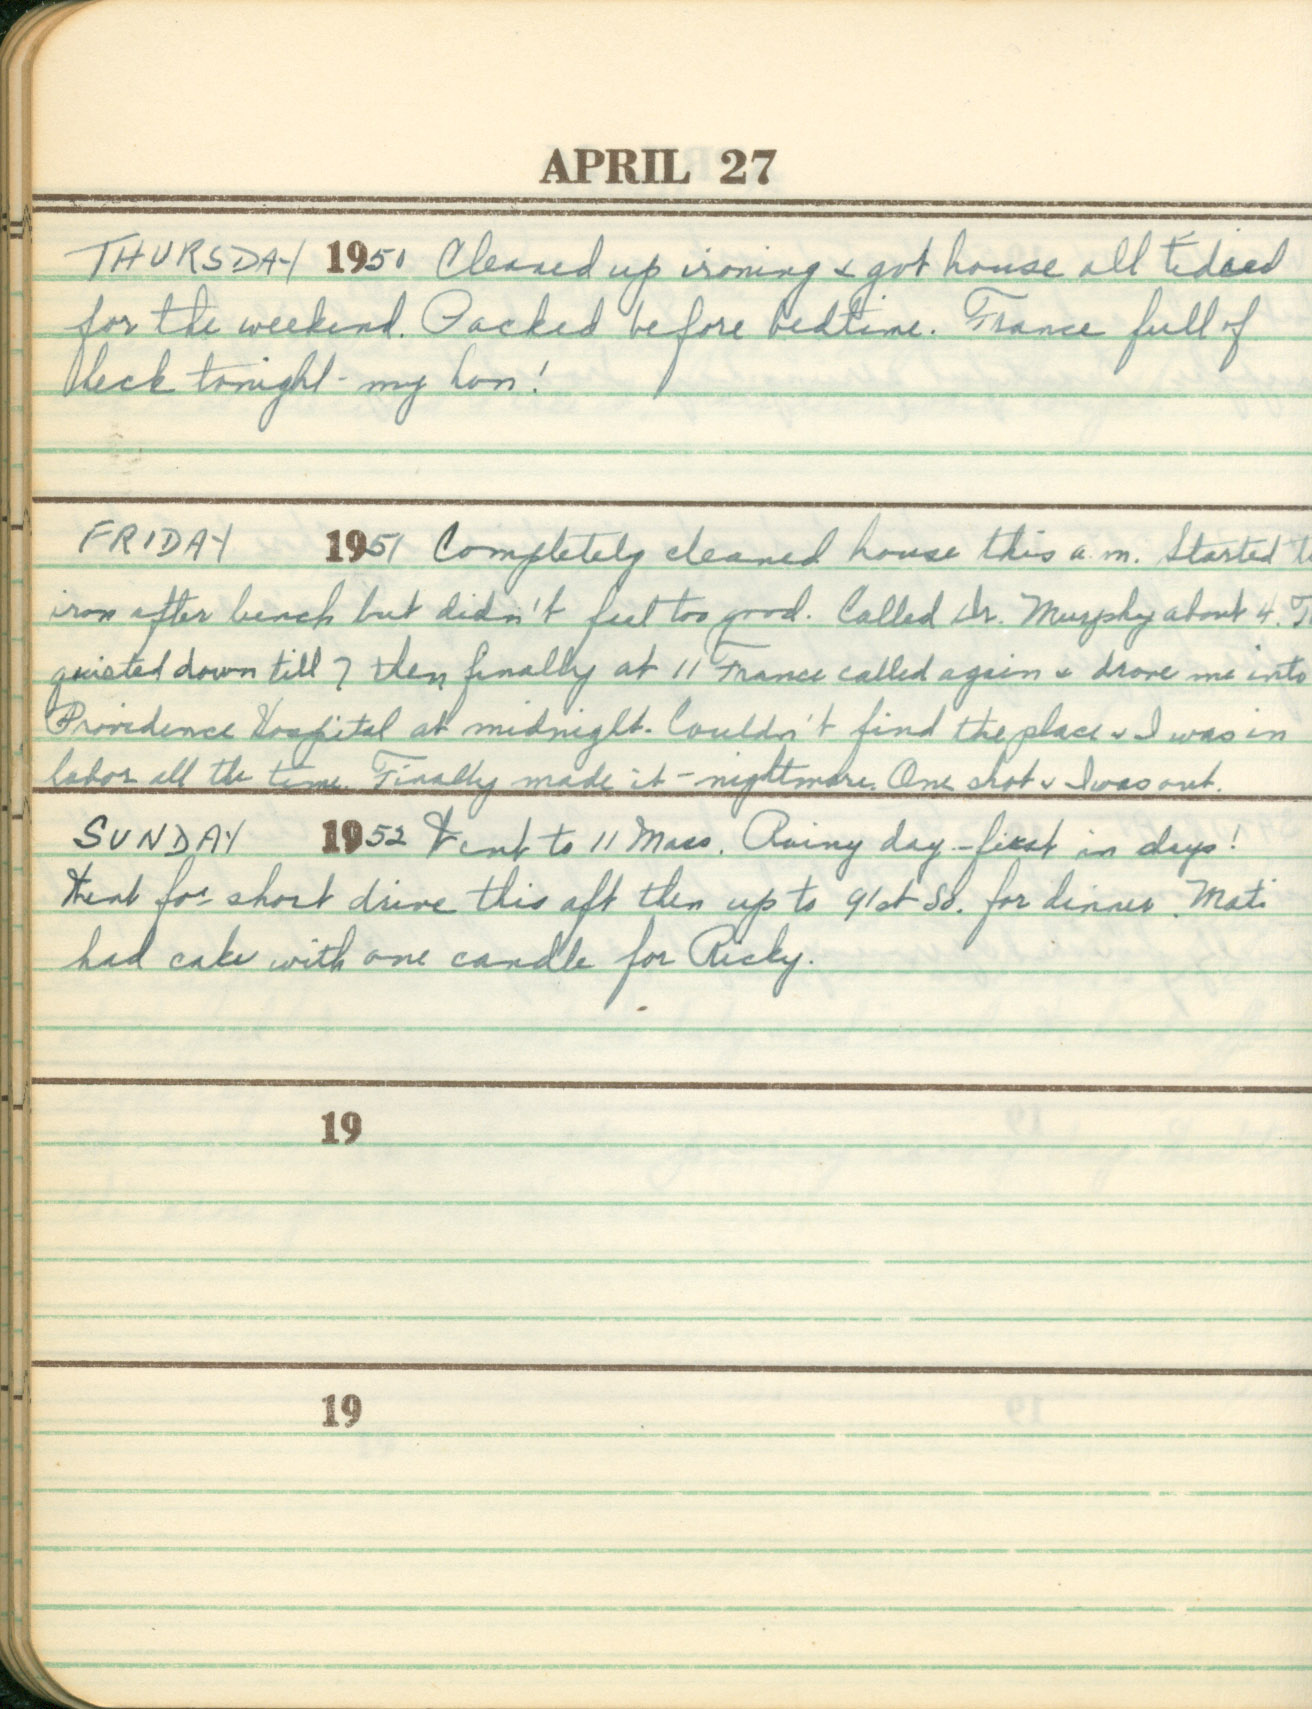 APRIL 27
THURSDAY 1950 Cleaned up ironing & got house all tidied
for the weekend. Packed before bedtime. France full of
heck tonight - my hon!
FRIDAY 1951 Completely cleaned house this a.m. Started to
iron after lunch but didn't feel too good. Called Dr. Murphy about 4.
quieted down till 7 then finally at 11 France called again & drove me into
Providence Hospital at midnight. Couldn't find the place & I was in
labor all the time. Finally made it - nightmare. One shot & I was out.
SUNDAY 1952 Went to 11 Mass. Rainy day - first in days!
Went for short drive this aft then up to 91st St. for dinner. Mati
had cake with one candle for Ricky.
19
19